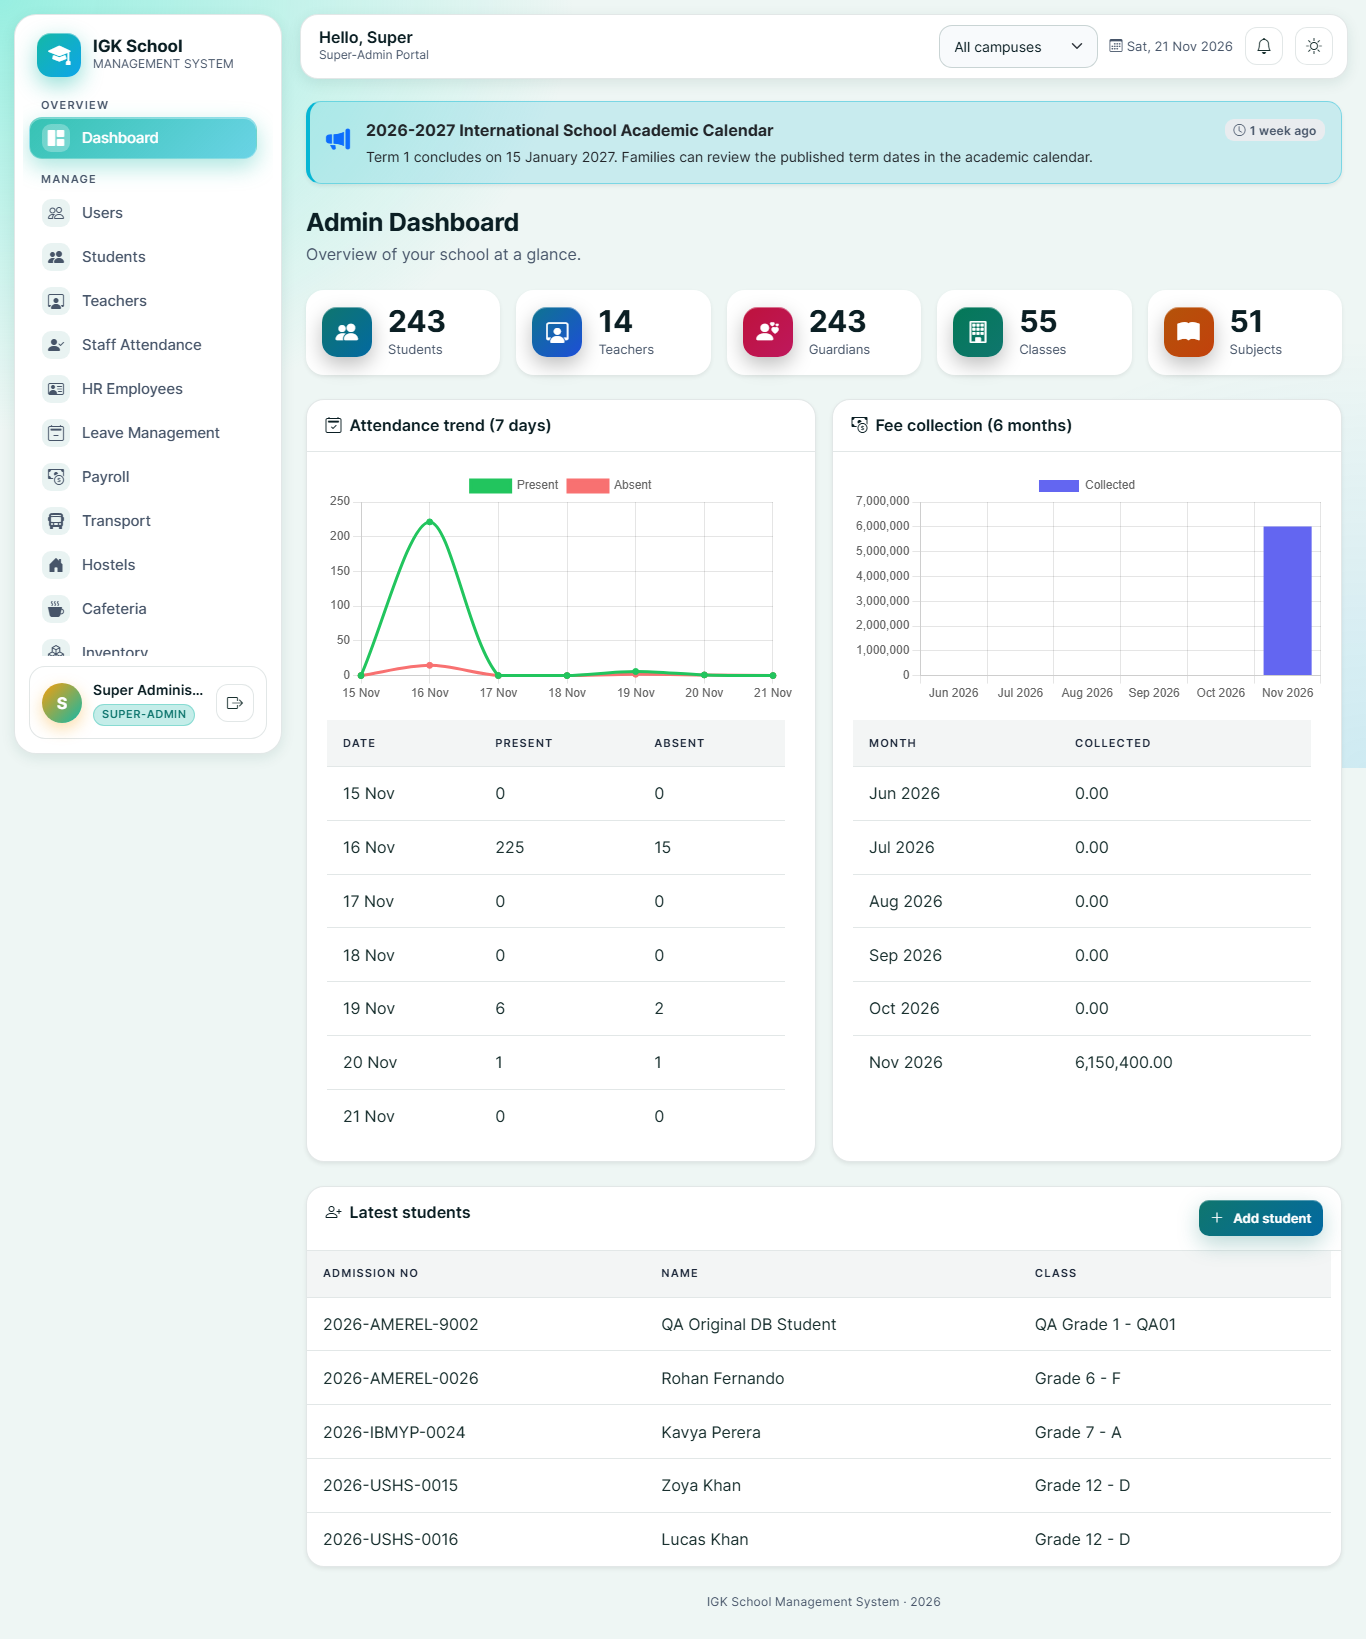 IGK School
MANAGEMENT SYSTEM
OVERVIEW
Dashboard
MANAGE
Users
Students
Teachers
Staff Attendance
HR Employees
Leave Management
Payroll
Transport
Hostels
Cafeteria
Inventory
S
Super Adminis...
SUPER-ADMIN
Hello, Super
Super-Admin Portal
All campuses
Sat, 21 Nov 2026
2026-2027 International School Academic Calendar
1 week ago
Term 1 concludes on 15 January 2027. Families can review the published term dates in the academic calendar.
Admin Dashboard
Overview of your school at a glance.
243
Students
14
Teachers
243
Guardians
55
Classes
51
Subjects
Attendance trend (7 days)
Present Absent
250
200
150
100
50
0
15 Nov 16 Nov 17 Nov 18 Nov 19 Nov 20 Nov 21 Nov
DATE PRESENT ABSENT
15 Nov 0 0
16 Nov 225 15
17 Nov 0 0
18 Nov 0 0
19 Nov 6 2
20 Nov 1 1
21 Nov 0 0
Fee collection (6 months)
Collected
7,000,000
6,000,000
5,000,000
4,000,000
3,000,000
2,000,000
1,000,000
0
Jun 2026 Jul 2026 Aug 2026 Sep 2026 Oct 2026 Nov 2026
MONTH COLLECTED
Jun 2026 0.00
Jul 2026 0.00
Aug 2026 0.00
Sep 2026 0.00
Oct 2026 0.00
Nov 2026 6,150,400.00
Latest students
Add student
ADMISSION NO NAME CLASS
2026-AMEREL-9002 QA Original DB Student QA Grade 1 - QA01
2026-AMEREL-0026 Rohan Fernando Grade 6 - F
2026-IBMYP-0024 Kavya Perera Grade 7 - A
2026-USHS-0015 Zoya Khan Grade 12 - D
2026-USHS-0016 Lucas Khan Grade 12 - D
IGK School Management System · 2026